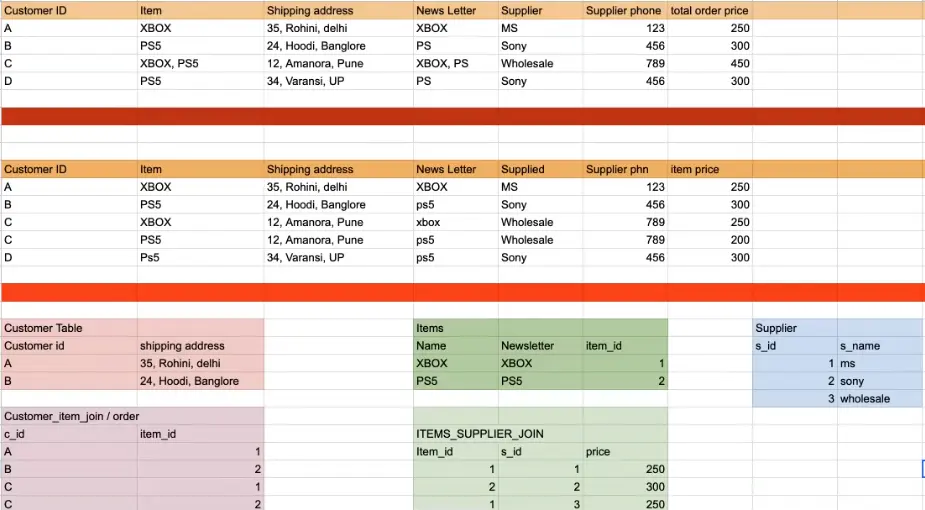 Customer ID Item Shipping address News Letter Supplier Supplier phone total order price
A XBOX 35, Rohini, delhi XBOX MS 123 250
B PS5 24, Hoodi, Banglore PS Sony 456 300
C XBOX, PS5 12, Amanora, Pune XBOX, PS Wholesale 789 450
D PS5 34, Varansi, UP PS Sony 456 300
Customer ID Item Shipping address News Letter Supplied Supplier phn item price
A XBOX 35, Rohini, delhi XBOX MS 123 250
B PS5 24, Hoodi, Banglore ps5 Sony 456 300
C XBOX 12, Amanora, Pune xbox Wholesale 789 250
C PS5 12, Amanora, Pune ps5 Wholesale 789 200
D Ps5 34, Varansi, UP ps5 Sony 456 300
Customer Table Items Supplier
Customer id shipping address Name Newsletter item_id s_id s_name
A 35, Rohini, delhi XBOX XBOX 1 1 ms
B 24, Hoodi, Banglore PS5 PS5 2 2 sony
3 wholesale
Customer_item_join / order
c_id item_id ITEMS_SUPPLIER_JOIN
A 1 Item_id s_id price
B 2 1 1 250
C 1 2 2 300
C 2 1 3 250